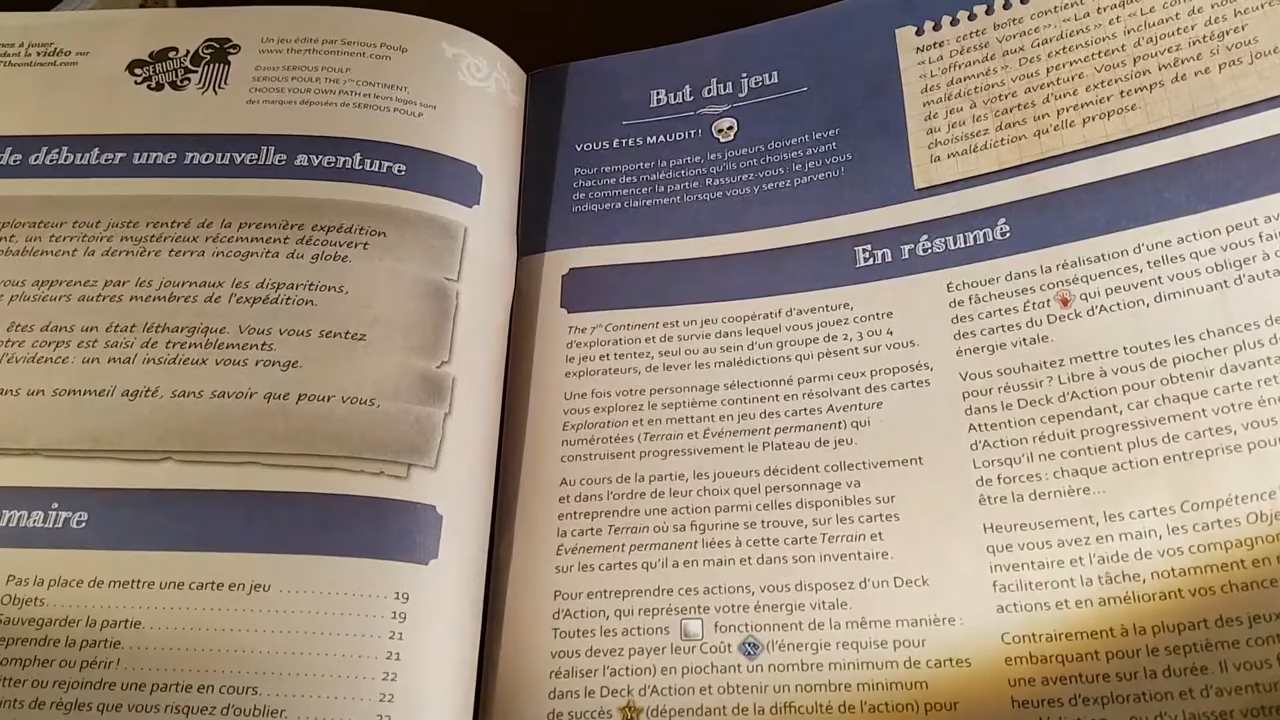 nez à jouer
dant la vidéo sur
7thcontinent.com
SERIOUS
POULP
Un jeu édité par Serious Poulp
www.the7thcontinent.com
©2017 SERIOUS POULP
SERIOUS POULP, THE 7TH CONTINENT,
CHOOSE YOUR OWN PATH et leurs logos sont
des marques déposées de SERIOUS POULP
de débuter une nouvelle aventure
plorateur tout juste rentré de la première expédition
nt, un territoire mystérieux récemment découvert
obablement la dernière terra incognita du globe.
vous apprenez par les journaux les disparitions,
e plusieurs autres membres de l'expédition.
êtes dans un état léthargique. Vous vous sentez
otre corps est saisi de tremblements.
l'évidence : un mal insidieux vous ronge.
ans un sommeil agité, sans savoir que pour vous,
maire
Pas la place de mettre une carte en jeu . . . . . . . . . . . . 19
Objets. . . . . . . . . . . . 19
Sauvegarder la partie. . . . . . . . . . . . 21
eprendre la partie. . . . . . . . . . . . 21
ompher ou périr ! . . . . . . . . . . . . 22
itter ou rejoindre une partie en cours. . . . . . . . . . . . 22
ints de règles que vous risquez d'oublier.
But du jeu
VOUS ÊTES MAUDIT !
Pour remporter la partie, les joueurs doivent lever
chacune des malédictions qu'ils ont choisies avant
de commencer la partie. Rassurez-vous : le jeu vous
indiquera clairement lorsque vous y serez parvenu !
Note : cette boîte contient
«La Déesse Vorace», «La traque
«L'offrande aux Gardiens» et «Le
des damnés». Des extensions incluant de
malédictions vous permettent d'ajouter des heures
de jeu à votre aventure. Vous pouvez intégrer
au jeu les cartes d'une extension même si vous
choisissez dans un premier temps de ne pas
la malédiction qu'elle propose.
En résumé
The 7th Continent est un jeu coopératif d'aventure,
d'exploration et de survie dans lequel vous jouez contre
le jeu et tentez, seul ou au sein d'un groupe de 2, 3 ou 4
explorateurs, de lever les malédictions qui pèsent sur vous.
Une fois votre personnage sélectionné parmi ceux proposés,
vous explorez le septième continent en résolvant des cartes
Exploration et en mettant en jeu des cartes Aventure
numérotées (Terrain et Événement permanent) qui
construisent progressivement le Plateau de jeu.
Au cours de la partie, les joueurs décident collectivement
et dans l'ordre de leur choix quel personnage va
entreprendre une action parmi celles disponibles sur
la carte Terrain où sa figurine se trouve, sur les cartes
Événement permanent liées à cette carte Terrain et
sur les cartes qu'il a en main et dans son inventaire.
Pour entreprendre ces actions, vous disposez d'un Deck
d'Action, qui représente votre énergie vitale.
Toutes les actions fonctionnent de la même manière :
vous devez payer leur Coût X (l'énergie requise pour
réaliser l'action) en piochant un nombre minimum de cartes
dans le Deck d'Action et obtenir un nombre minimum
de succès (dépendant de la difficulté de l'action) pour
Échouer dans la réalisation d'une action peut av
de fâcheuses conséquences, telles que vous fai
des cartes État qui peuvent vous obliger à
des cartes du Deck d'Action, diminuant d'auta
énergie vitale.
Vous souhaitez mettre toutes les chances de
pour réussir ? Libre à vous de piocher plus de
dans le Deck d'Action pour obtenir davanta
Attention cependant, car chaque carte ret
d'Action réduit progressivement votre én
Lorsqu'il ne contient plus de cartes, vous
de forces : chaque action entreprise pour
être la dernière...
Heureusement, les cartes Compétence
que vous avez en main, les cartes Obje
inventaire et l'aide de vos compagnon
faciliteront la tâche, notamment en
actions et en améliorant vos chance
Contrairement à la plupart des jeux
embarquant pour le septième con
une aventure sur la durée. Il vous f
heures d'exploration et d'aventur